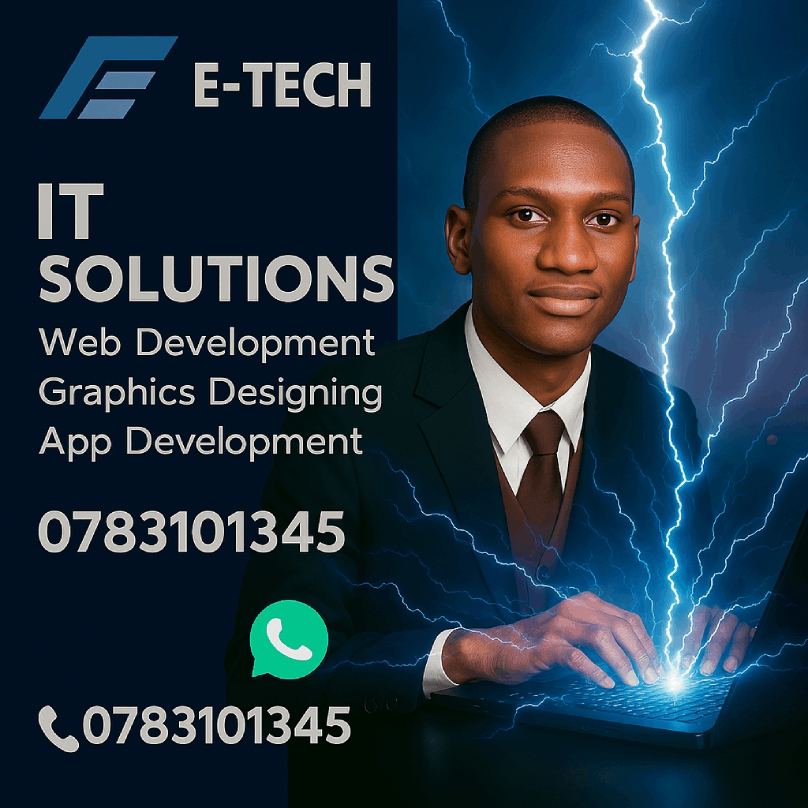 E-TECH
IT
SOLUTIONS
Web Development
Graphics Designing
App Development
0783101345
0783101345